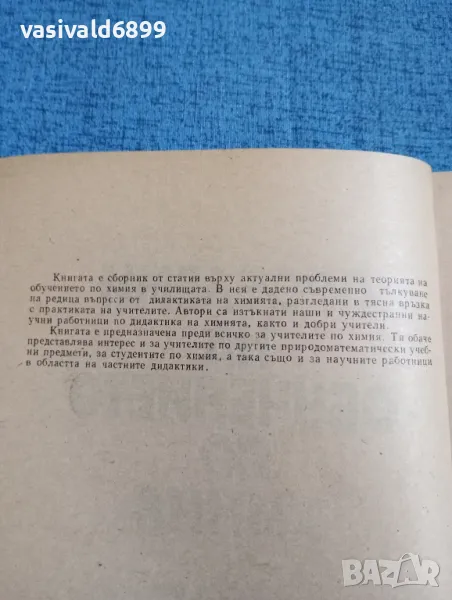 vasivald6899
Книгата е сборник от статии върху актуални проблеми на теорията на
обучението по химия в училищата. В нея е дадено съвременно тълкуване
на редица въпроси от дидактиката на химията, разгледани в тясна връзка
с практиката на учителите. Автори са изтъкнати наши и чуждестранни на-
учни работници по дидактика на химията, както и добри учители.
Книгата е предназначена преди всичко за учителите по химия. Тя обаче
представлява интерес и за учителите по другите природоматематически учеб-
ни предмети, за студентите по химия, а така също и за научните работници
в областта на частните дидактики.
BAZAR